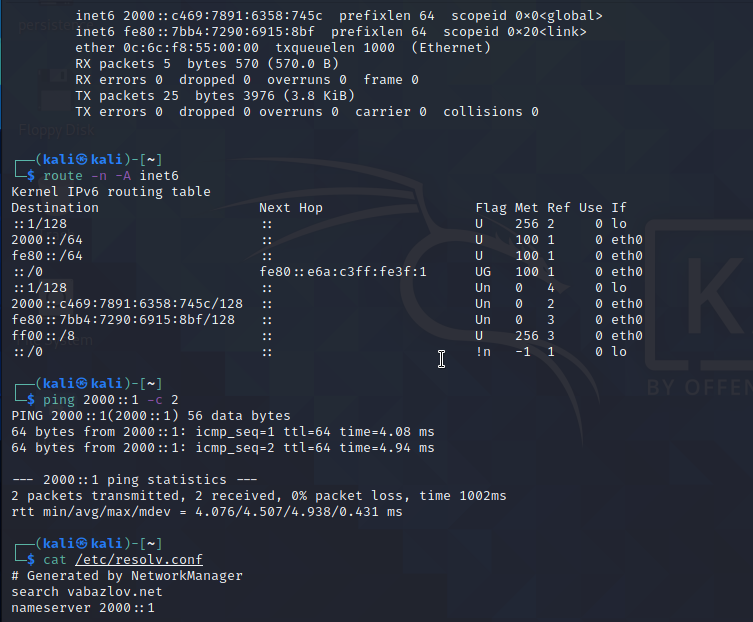 inet6 2000::c469:7891:6358:745c  prefixlen 64  scopeid 0×0<global>
inet6 fe80::7bb4:7290:6915:8bf  prefixlen 64  scopeid 0×20<link>
ether 0c:6c:f8:55:00:00  txqueuelen 1000  (Ethernet)
RX packets 5  bytes 570 (570.0 B)
RX errors 0  dropped 0  overruns 0  frame 0
TX packets 25  bytes 3976 (3.8 KiB)
TX errors 0  dropped 0 overruns 0  carrier 0  collisions 0
Floppy Disk
┌──(kali㉿kali)-[~]
└─$ route -n -A inet6
Kernel IPv6 routing table
Destination                    Next Hop                   Flag Met Ref Use If
::1/128                        ::                         U    256 2     0 lo
2000::/64                      ::                         U    100 1     0 eth0
fe80::/64                      ::                         U    100 1     0 eth0
::/0                           fe80::e6a:c3ff:fe3f:1      UG   100 1     0 eth0
::1/128                        ::                         Un   0   4     0 lo
2000::c469:7891:6358:745c/128  ::                         Un   0   2     0 eth0
fe80::7bb4:7290:6915:8bf/128   ::                         Un   0   3     0 eth0
ff00::/8                       ::                         U    256 3     0 eth0
::/0                           ::                         !n   -1  1     0 lo
K
BY OFFEN
┌──(kali㉿kali)-[~]
└─$ ping 2000::1 -c 2
PING 2000::1(2000::1) 56 data bytes
64 bytes from 2000::1: icmp_seq=1 ttl=64 time=4.08 ms
64 bytes from 2000::1: icmp_seq=2 ttl=64 time=4.94 ms
--- 2000::1 ping statistics ---
2 packets transmitted, 2 received, 0% packet loss, time 1002ms
rtt min/avg/max/mdev = 4.076/4.507/4.938/0.431 ms
┌──(kali㉿kali)-[~]
└─$ cat /etc/resolv.conf
# Generated by NetworkManager
search vabazlov.net
nameserver 2000::1